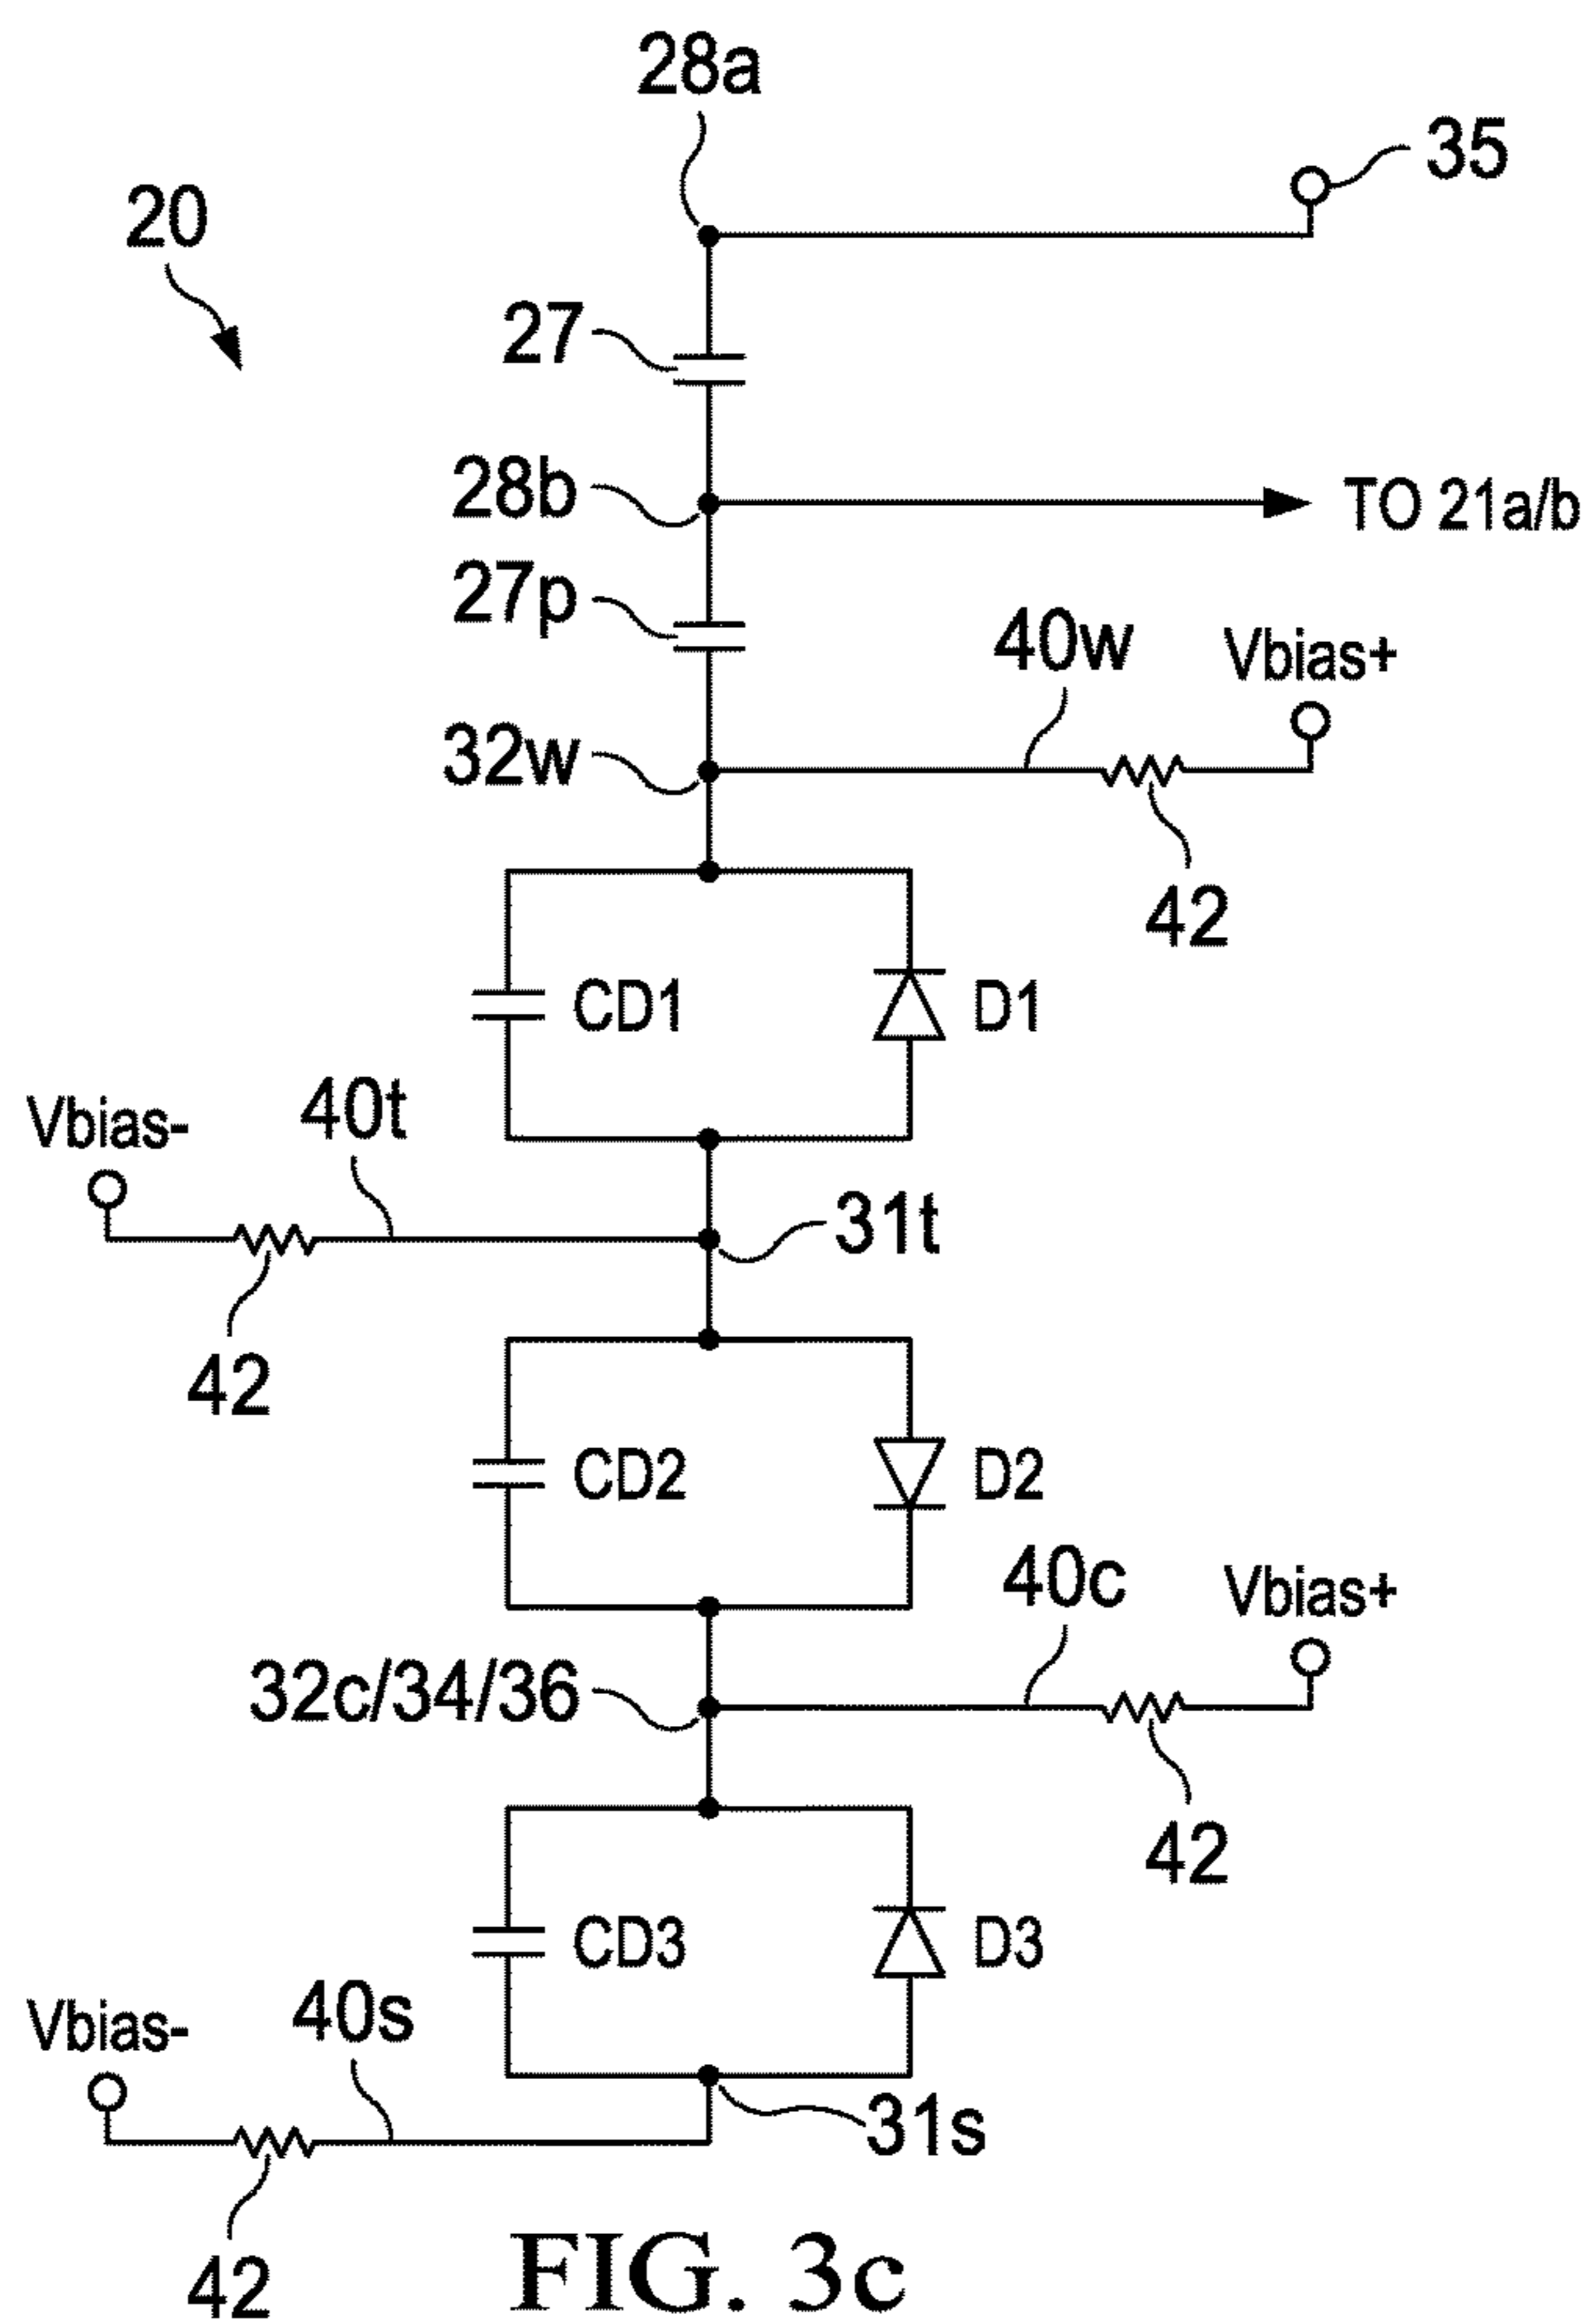 28a
35
20
27
28b
TO 21a/b
27p
40w
Vbias+
32w
42
CD1
D1
Vbias-
40t
31t
42
CD2
D2
40c
Vbias+
32c/34/36
42
CD3
D3
Vbias-
40s
31s
42
FIG. 3c